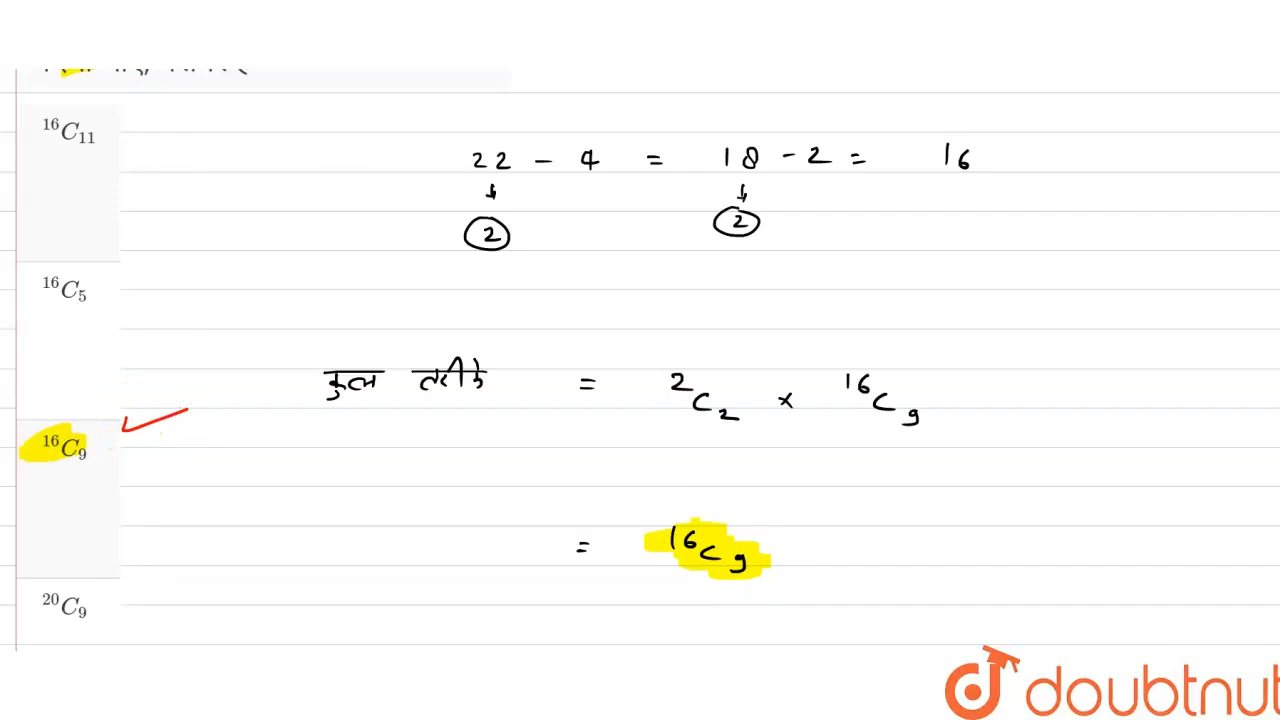 ¹⁶C₁₁
22 - 4 = 18 - 2 = 16
2 2
¹⁶C₅
कुल तरीके = ²C₂ × ¹⁶C₉
¹⁶C₉
= ¹⁶C₉
²⁰C₉
doubtnut